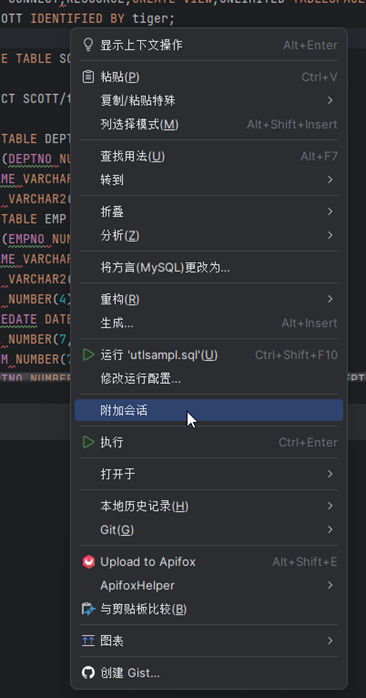 CONNECT,RESOURCE,CREATE VIEW,UNLIMITED TABLESP
OTT IDENTIFIED BY tiger;
显示上下文操作 Alt+Enter
E TABLE SC
粘贴(P) Ctrl+V
CT SCOTT/t
复制/粘贴特殊
列选择模式(M) Alt+Shift+Insert
TABLE DEPT
(DEPTNO NU
查找用法(U) Alt+F7
ME VARCHAR
转到
VARCHAR2(
折叠
TABLE EMP
分析(Z)
(EMPNO NUM
ME VARCHAR
将方言(MySQL)更改为...
VARCHAR2(
NUMBER(4)
重构(R)
EDATE DATE
生成... Alt+Insert
NUMBER(7,
M NUMBER(7
运行 'utlsampl.sql'(U) Ctrl+Shift+F10
TNO NUMBER
修改运行配置... EPT
附加会话
执行 Ctrl+Enter
打开于
本地历史记录(H)
Git(G)
Upload to Apifox Alt+Shift+E
ApifoxHelper
与剪贴板比较(B)
图表
创建 Gist...